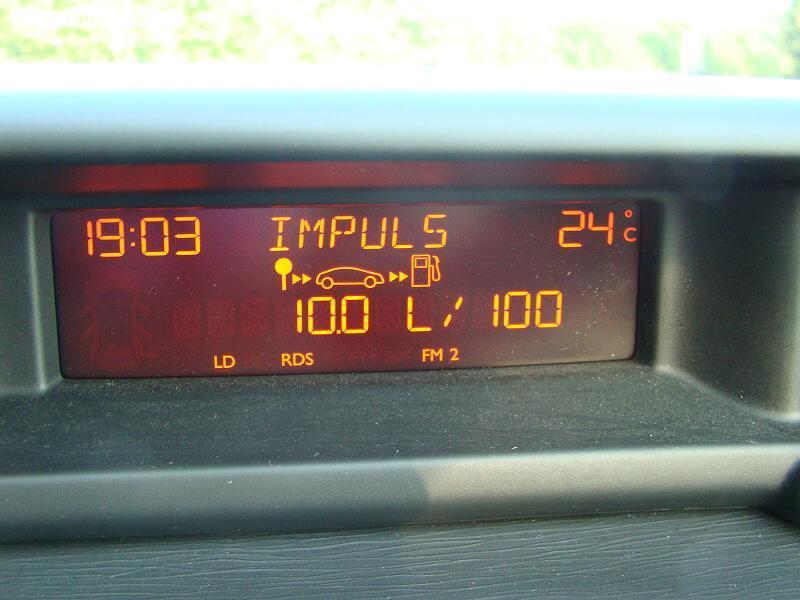 19:03 IMPULS 24°C
10.0 L/100
LD RDS FM 2